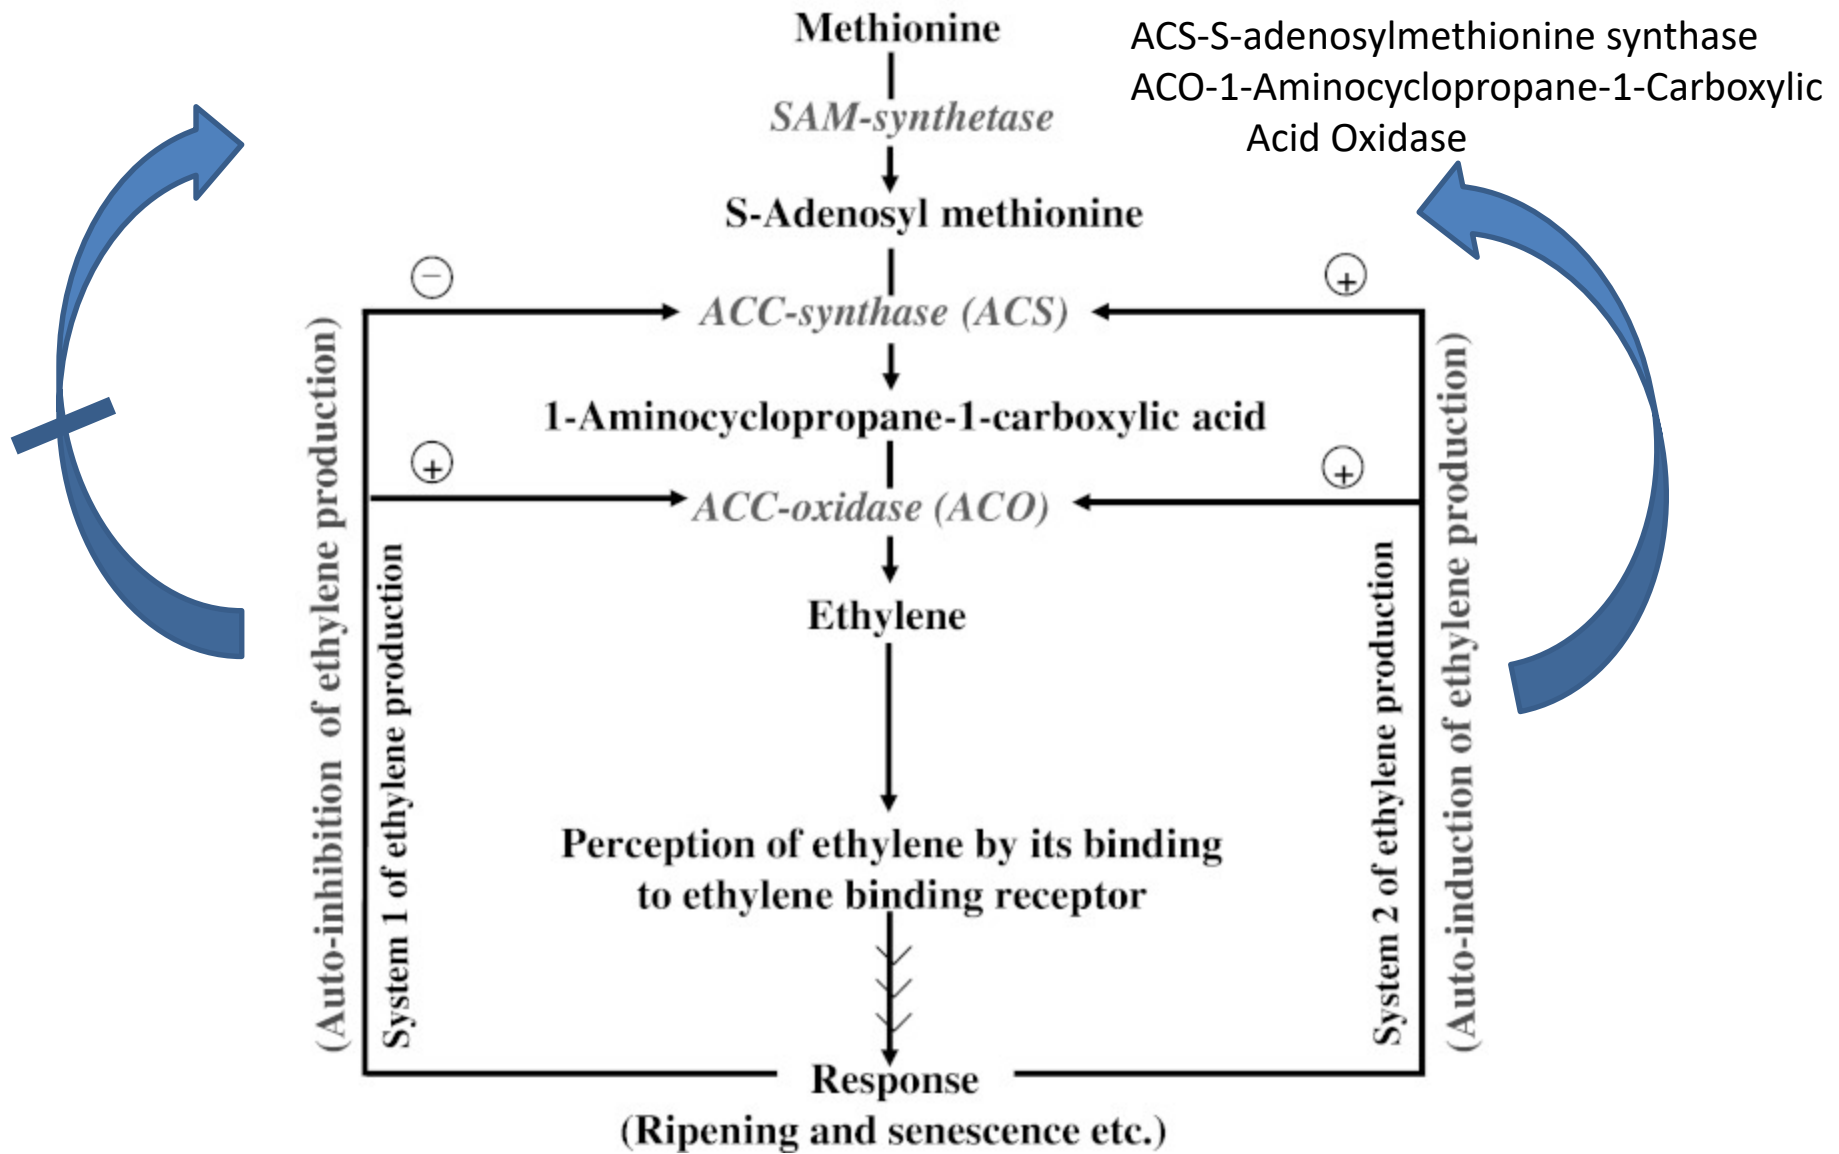 Methionine
ACS-S-adenosylmethionine synthase
ACO-1-Aminocyclopropane-1-Carboxylic
Acid Oxidase
SAM-synthetase
S-Adenosyl methionine
−
+
ACC-synthase (ACS)
1-Aminocyclopropane-1-carboxylic acid
+
+
ACC-oxidase (ACO)
Ethylene
(Auto-inhibition of ethylene production)
System 1 of ethylene production
System 2 of ethylene production
(Auto-induction of ethylene production)
Perception of ethylene by its binding
to ethylene binding receptor
Response
(Ripening and senescence etc.)